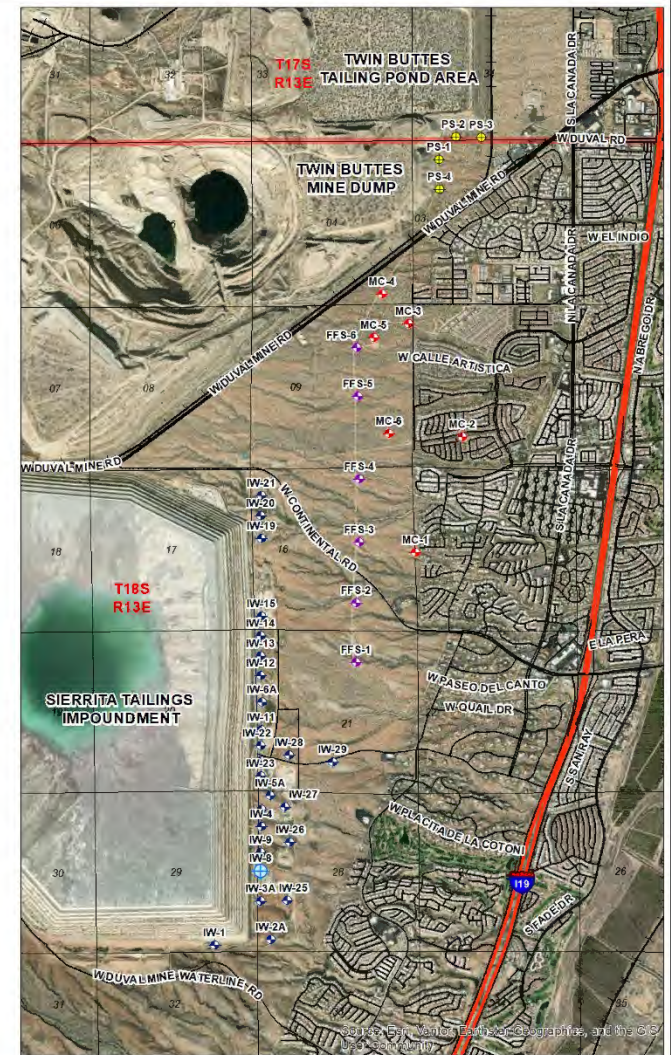 31
32
33
T17S
R13E
TWIN BUTTES
TAILING POND AREA
34
S LA CANADA DR
PS-2
PS-3
W DUVAL RD
PS-1
TWIN BUTTES
MINE DUMP
PS-4
04
03
W DUVAL MINE RD
W EL INDIO
N LA CANADA DR
N ABREGO DR
MC-4
MC-3
MC-5
FFS-6
W DUVAL MINE RD
W CALLE ARTISTICA
07
08
09
FFS-5
MC-6
MC-2
W DUVAL MINE RD
FFS-4
S LA CANADA DR
IW-21
IW-20
IW-19
W CONTINENTAL RD
18
17
16
FFS-3
MC-1
T18S
R13E
FFS-2
IW-15
IW-14
IW-13
IW-12
E LA PERA
FFS-1
W PASEO DEL CANTO
SIERRITA TAILINGS
IMPOUNDMENT
IW-6A
W QUAIL DR
IW-11
21
IW-22
IW-28
IW-29
S SAN RAY
IW-23
IW-5A
IW-27
IW-4
W PLACITA DE LA COTONI
IW-26
IW-9
IW-8
30
29
28
26
I19
IW-3A
IW-25
S FADE DR
IW-1
IW-2A
W DUVAL MINE WATERLINE RD
31
32
35
Source: Esri, Vantor, Earthstar Geographics, and the GIS
User Community